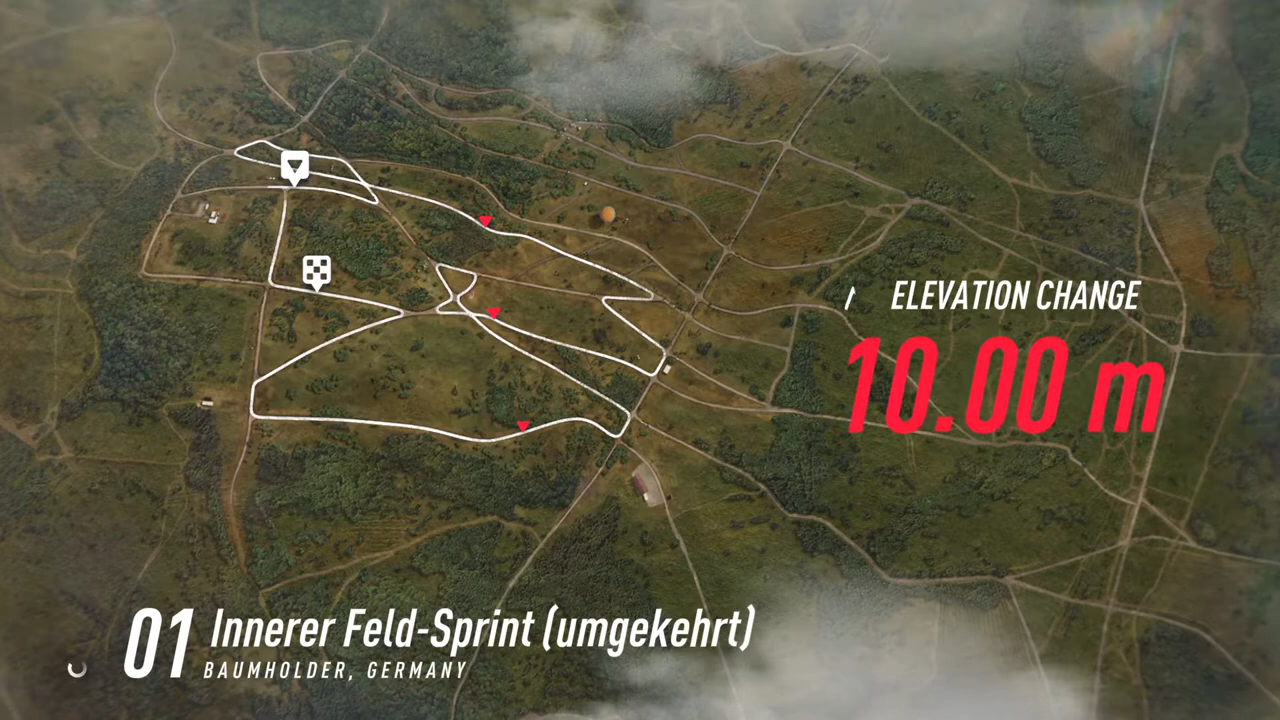 ELEVATION CHANGE
10.00 m
01 Innerer Feld-Sprint (umgekehrt)
BAUMHOLDER, GERMANY